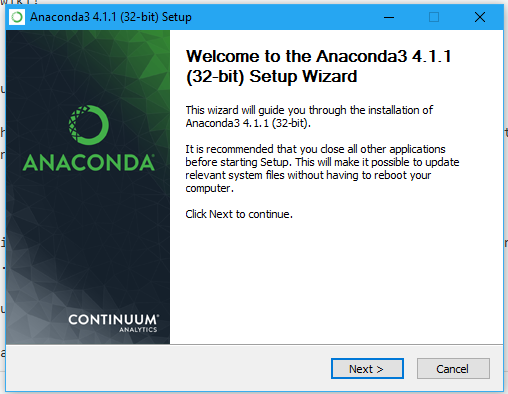 Anaconda3 4.1.1 (32-bit) Setup
Welcome to the Anaconda3 4.1.1
(32-bit) Setup Wizard
This wizard will guide you through the installation of
Anaconda3 4.1.1 (32-bit).
It is recommended that you close all other applications
before starting Setup. This will make it possible to update
relevant system files without having to reboot your
computer.
Click Next to continue.
ANACONDA
CONTINUUM
ANALYTICS
Next >
Cancel